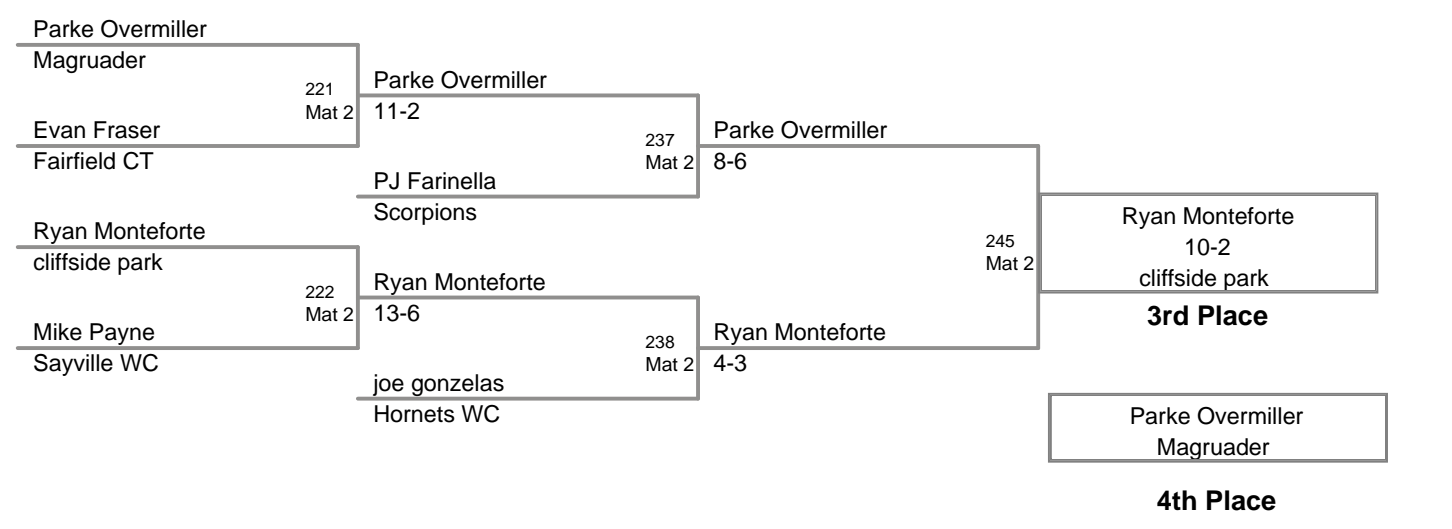 Parke Overmiller
Magruader
221
Mat 2
Parke Overmiller
11-2
Evan Fraser
Fairfield CT
237
Mat 2
Parke Overmiller
8-6
PJ Farinella
Scorpions
Ryan Monteforte
cliffside park
245
Mat 2
Ryan Monteforte
10-2
cliffside park
3rd Place
222
Mat 2
Ryan Monteforte
13-6
Mike Payne
Sayville WC
238
Mat 2
Ryan Monteforte
4-3
joe gonzelas
Hornets WC
Parke Overmiller
Magruader
4th Place